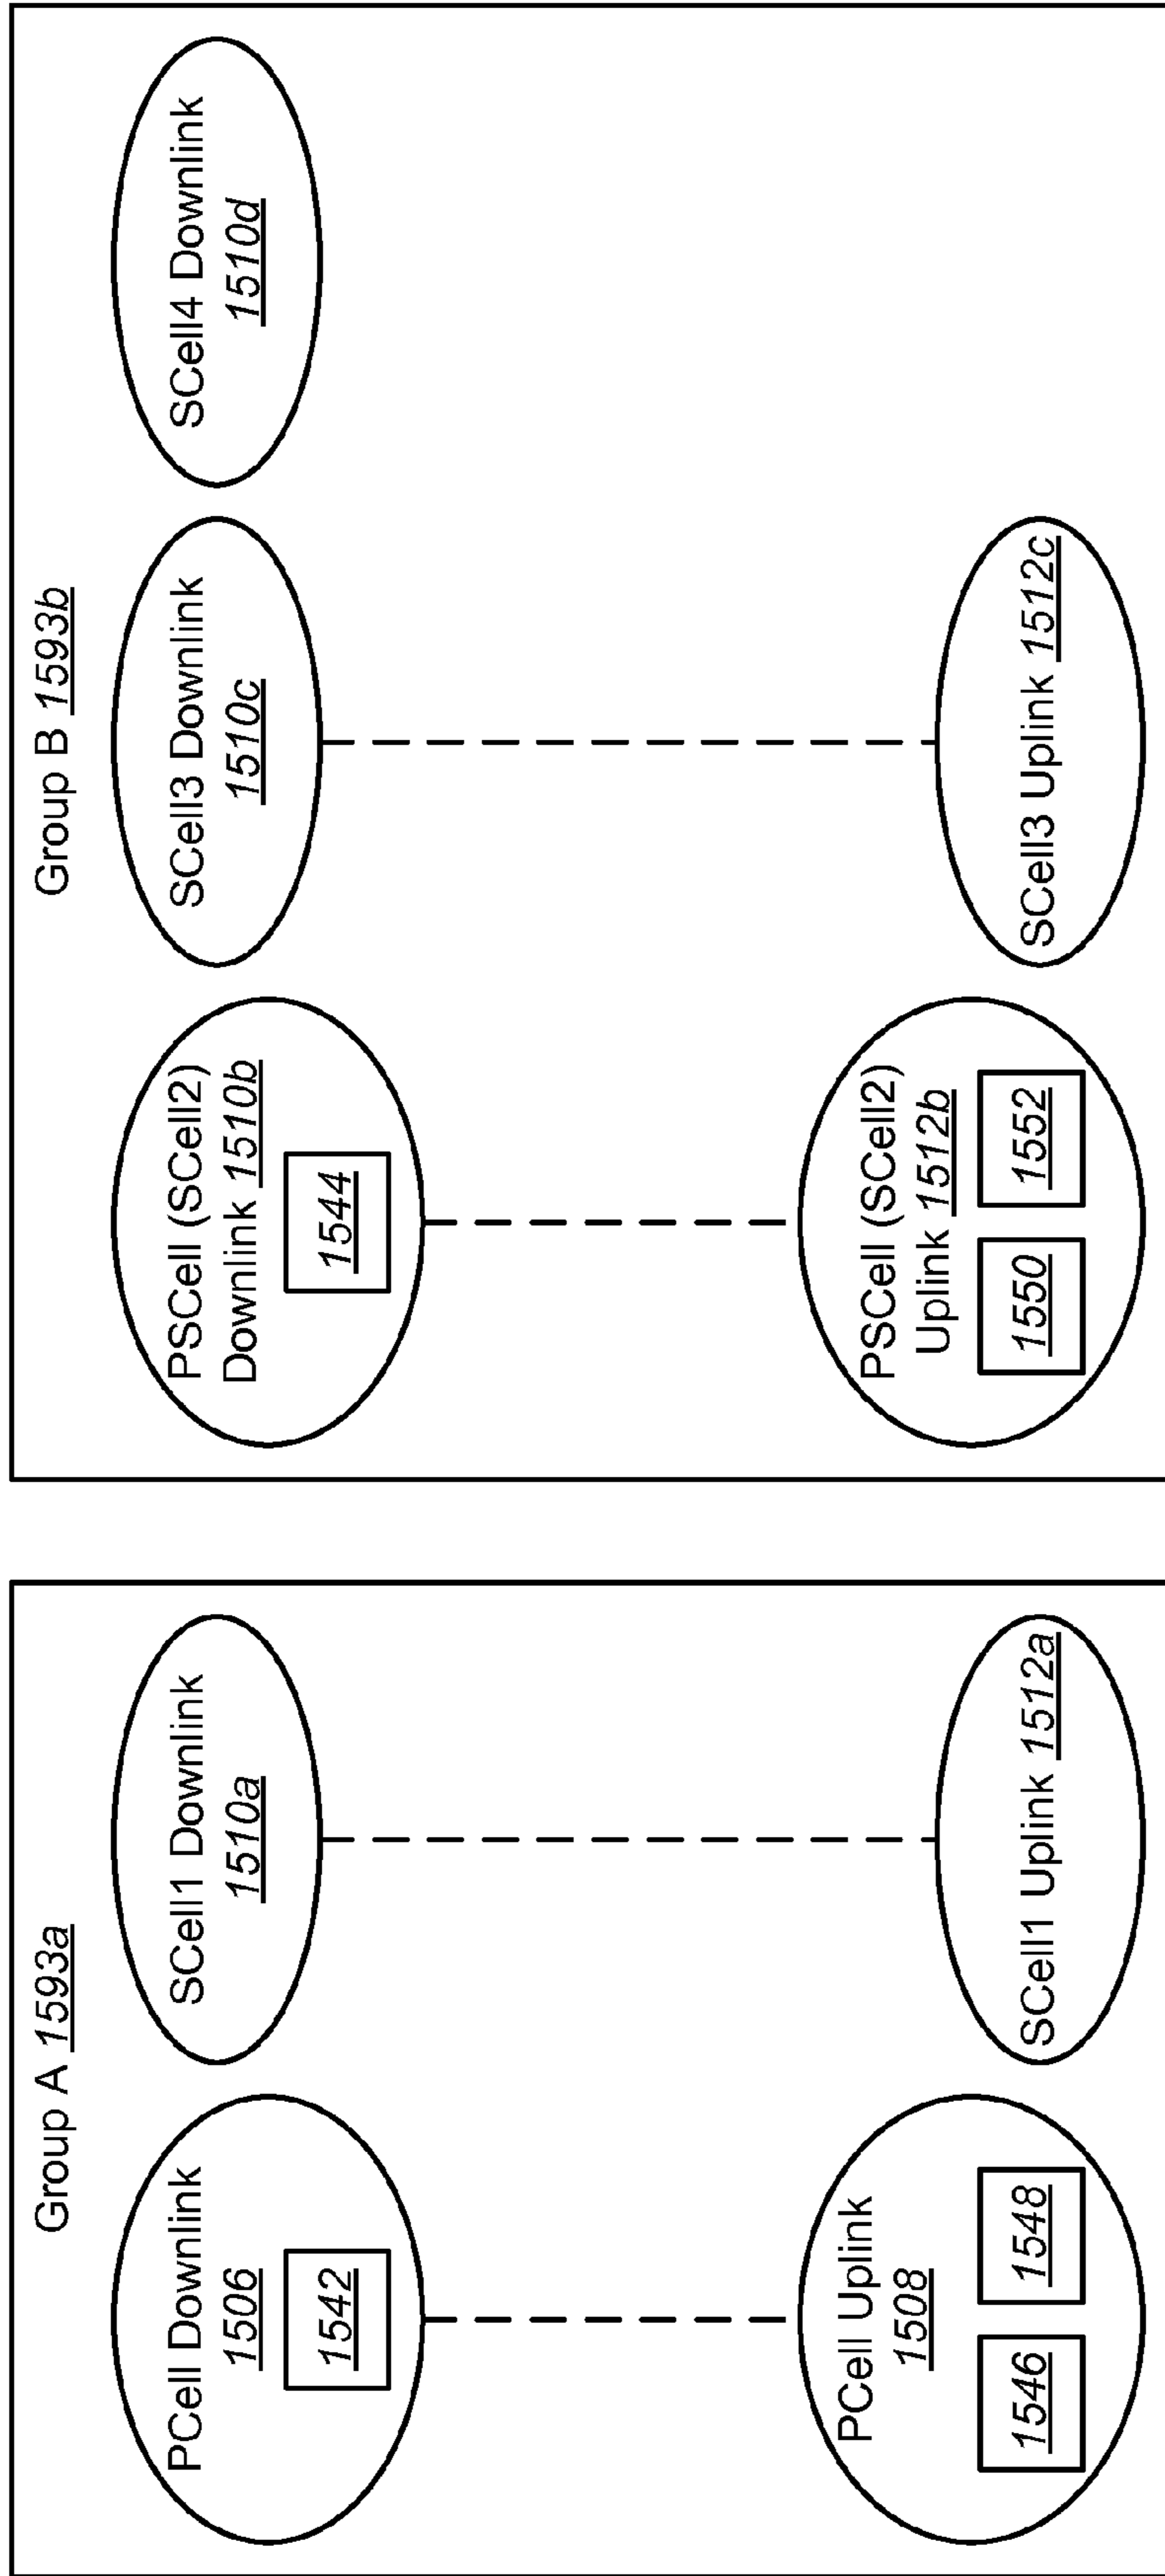 Group A 1593a
PCell Downlink
1506
1542
SCell1 Downlink
1510a
PCell Uplink
1508
1546
1548
SCell1 Uplink 1512a
Group B 1593b
PSCell (SCell2)
Downlink 1510b
1544
SCell3 Downlink
1510c
SCell4 Downlink
1510d
PSCell (SCell2)
Uplink 1512b
1550
1552
SCell3 Uplink 1512c